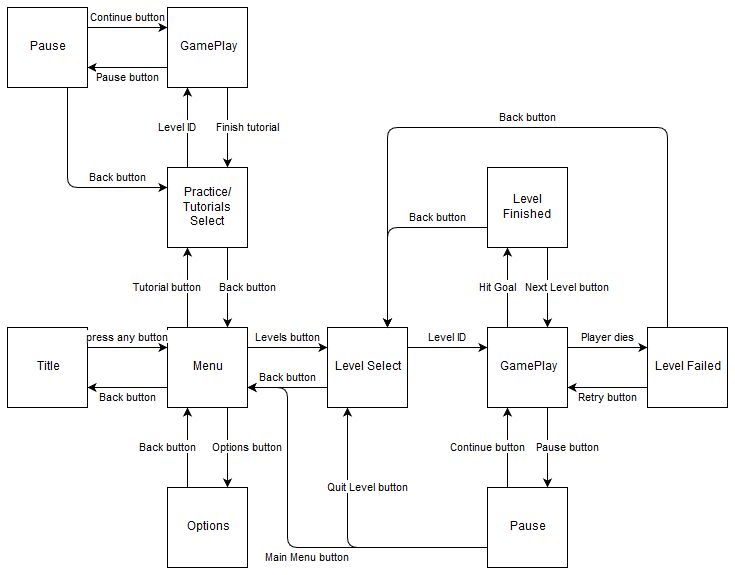 Continue button
Pause
GamePlay
Pause button
Level ID
Finish tutorial
Back button
Back button
Practice/
Tutorials
Select
Level
Finished
Back button
Tutorial button
Back button
Hit Goal
Next Level button
press any button
Levels button
Level ID
Player dies
Title
Menu
Level Select
GamePlay
Level Failed
Back button
Back button
Retry button
Back button
Options button
Continue button
Pause button
Quit Level button
Options
Pause
Main Menu button